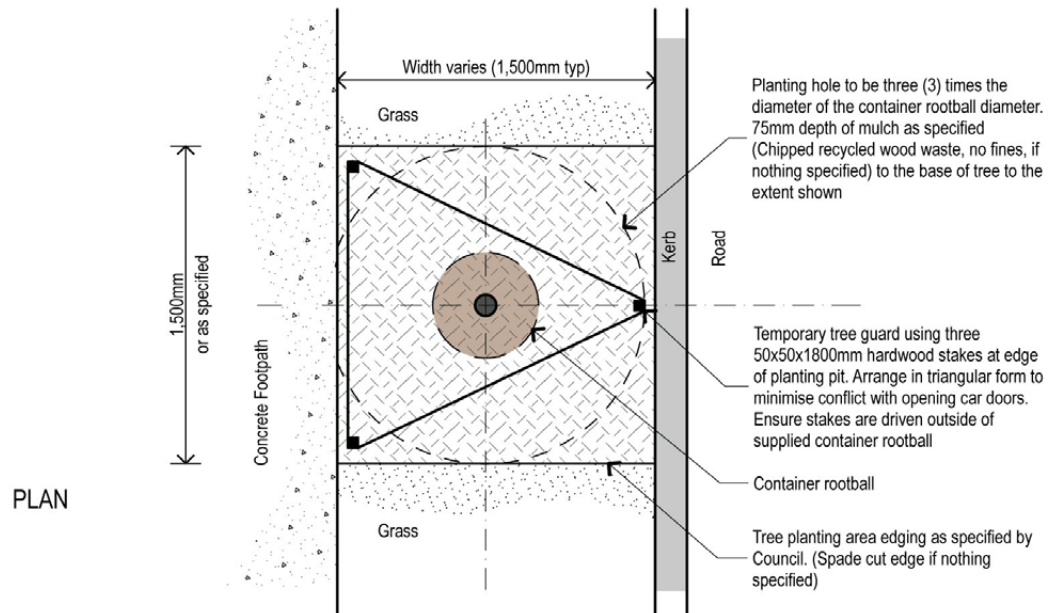 Width varies (1,500mm typ)
Grass
Planting hole to be three (3) times the
diameter of the container rootball diameter.
75mm depth of mulch as specified
(Chipped recycled wood waste, no fines, if
nothing specified) to the base of tree to the
extent shown
Kerb
Road
1,500mm
or as specified
Concrete Footpath
Temporary tree guard using three
50x50x1800mm hardwood stakes at edge
of planting pit. Arrange in triangular form to
minimise conflict with opening car doors.
Ensure stakes are driven outside of
supplied container rootball
Container rootball
PLAN
Grass
Tree planting area edging as specified by
Council. (Spade cut edge if nothing
specified)